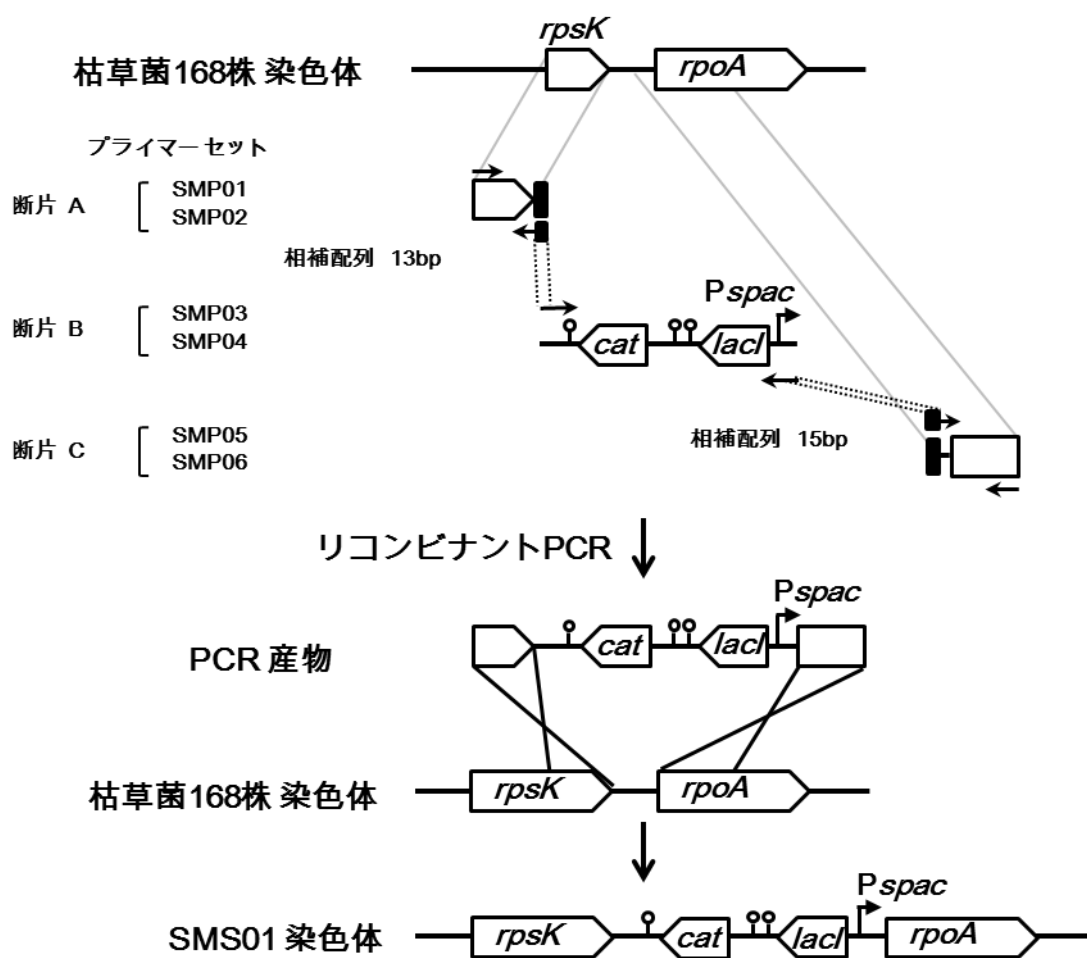 rpsK
枯草菌168株 染色体
rpoA
プライマーセット
断片 A
SMP01
SMP02
相補配列 13bp
Pspac
断片 B
SMP03
SMP04
cat
lacI
断片 C
SMP05
SMP06
相補配列 15bp
リコンビナントPCR
Pspac
PCR 産物
cat
lacI
枯草菌168株 染色体
rpsK
rpoA
Pspac
SMS01 染色体
rpsK
cat
lacI
rpoA